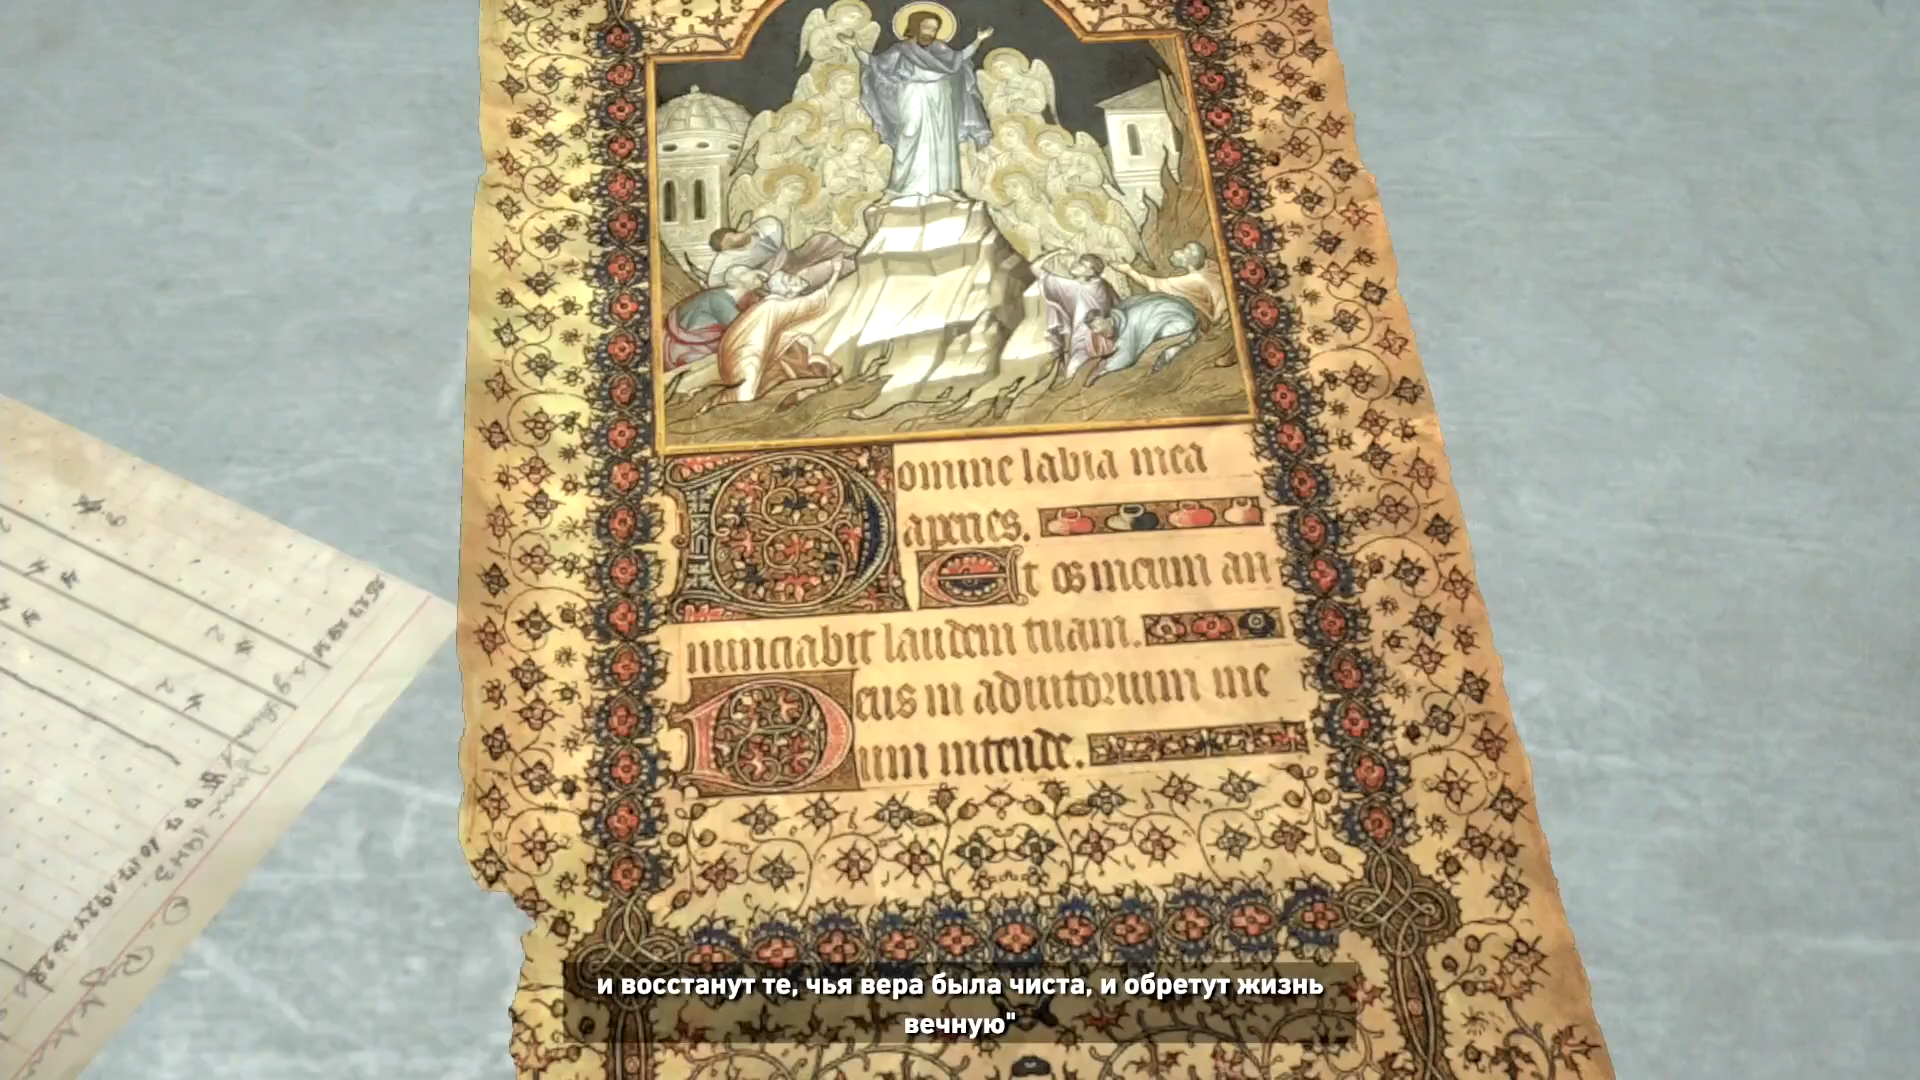 Domine labia mea
aperies.
Et os meum an
nunciabit laudem tuam.
Deus in adiutorium me
um intende.
и восстанут те, чья вера была чиста, и обретут жизнь
вечную"